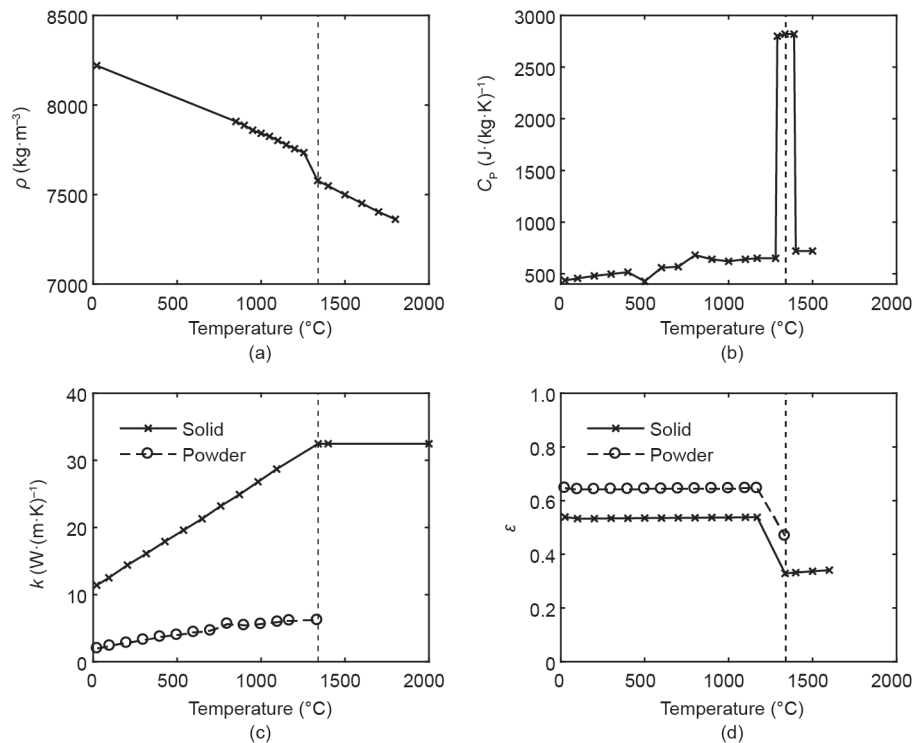 8500
8000
7500
7000
ρ (kg·m⁻³)
0 500 1000 1500 2000
Temperature (°C)
(a)
3000
2500
2000
1500
1000
500
C_P (J·(kg·K)⁻¹)
0 500 1000 1500 2000
Temperature (°C)
(b)
40
30
20
10
0
k (W·(m·K)⁻¹)
Solid
Powder
0 500 1000 1500 2000
Temperature (°C)
(c)
1.0
0.8
0.6
0.4
0.2
0
ε
Solid
Powder
0 500 1000 1500 2000
Temperature (°C)
(d)